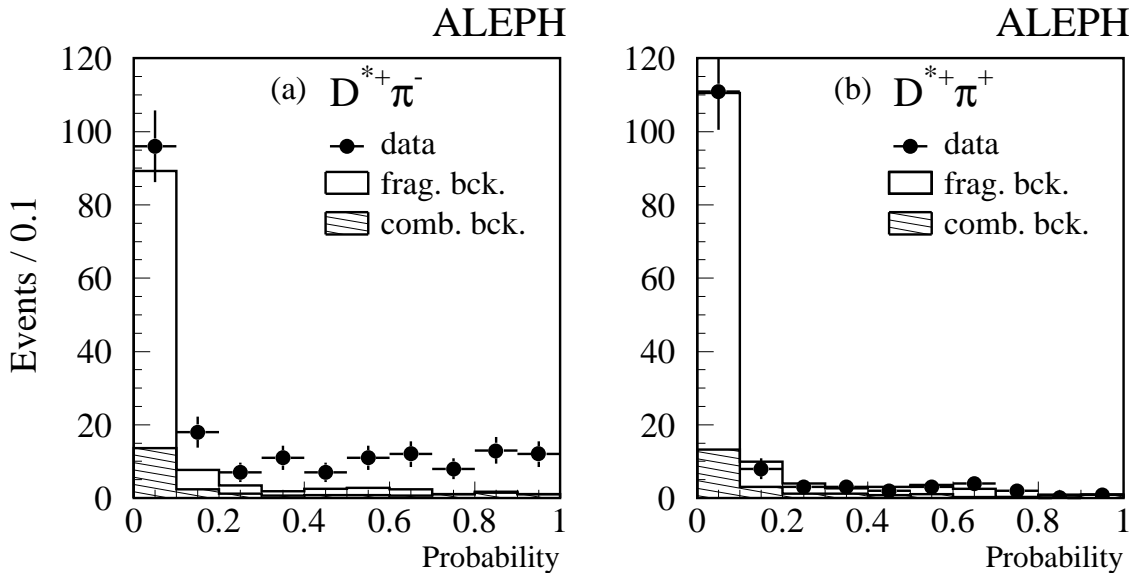 ALEPH
(a) D*+π-
data
frag. bck.
comb. bck.
Events / 0.1
120
100
80
60
40
20
0
0 0.2 0.4 0.6 0.8 1
Probability
ALEPH
(b) D*+π+
data
frag. bck.
comb. bck.
120
100
80
60
40
20
0
0 0.2 0.4 0.6 0.8 1
Probability